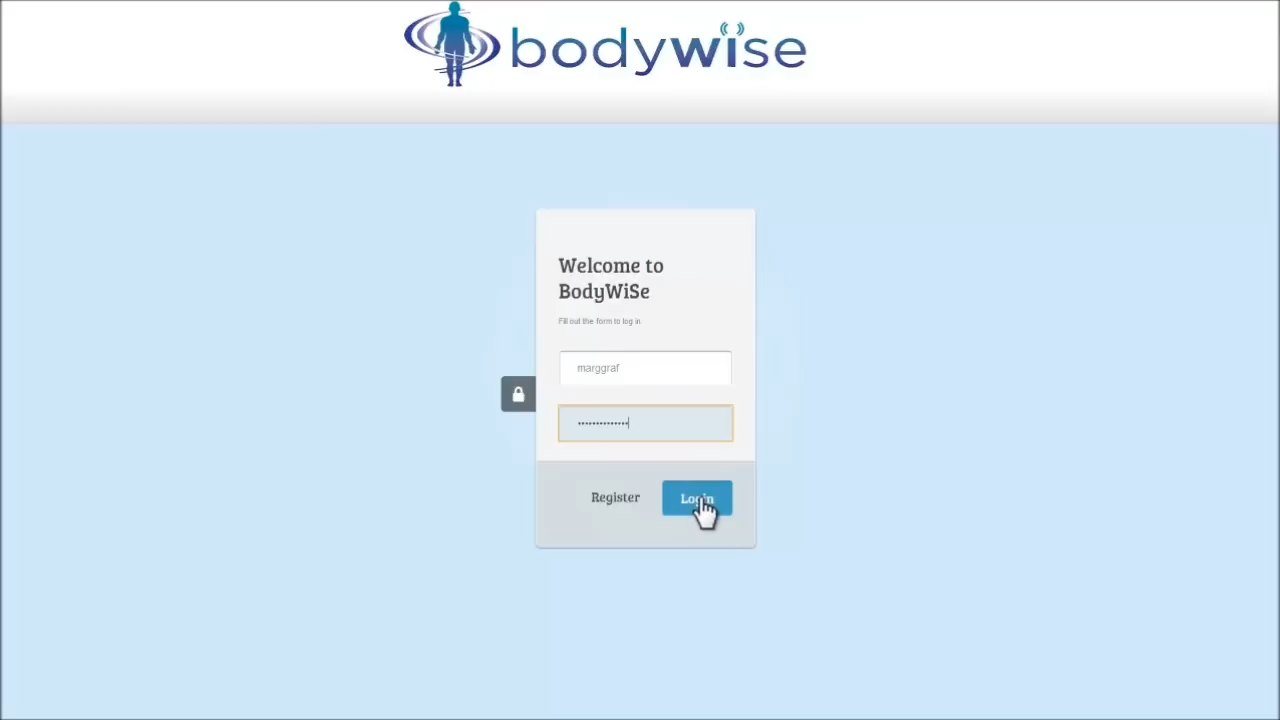 bodywise
Welcome to
BodyWiSe
Fill out the form to log in
marggraf
••••••••••••••
Register
Login